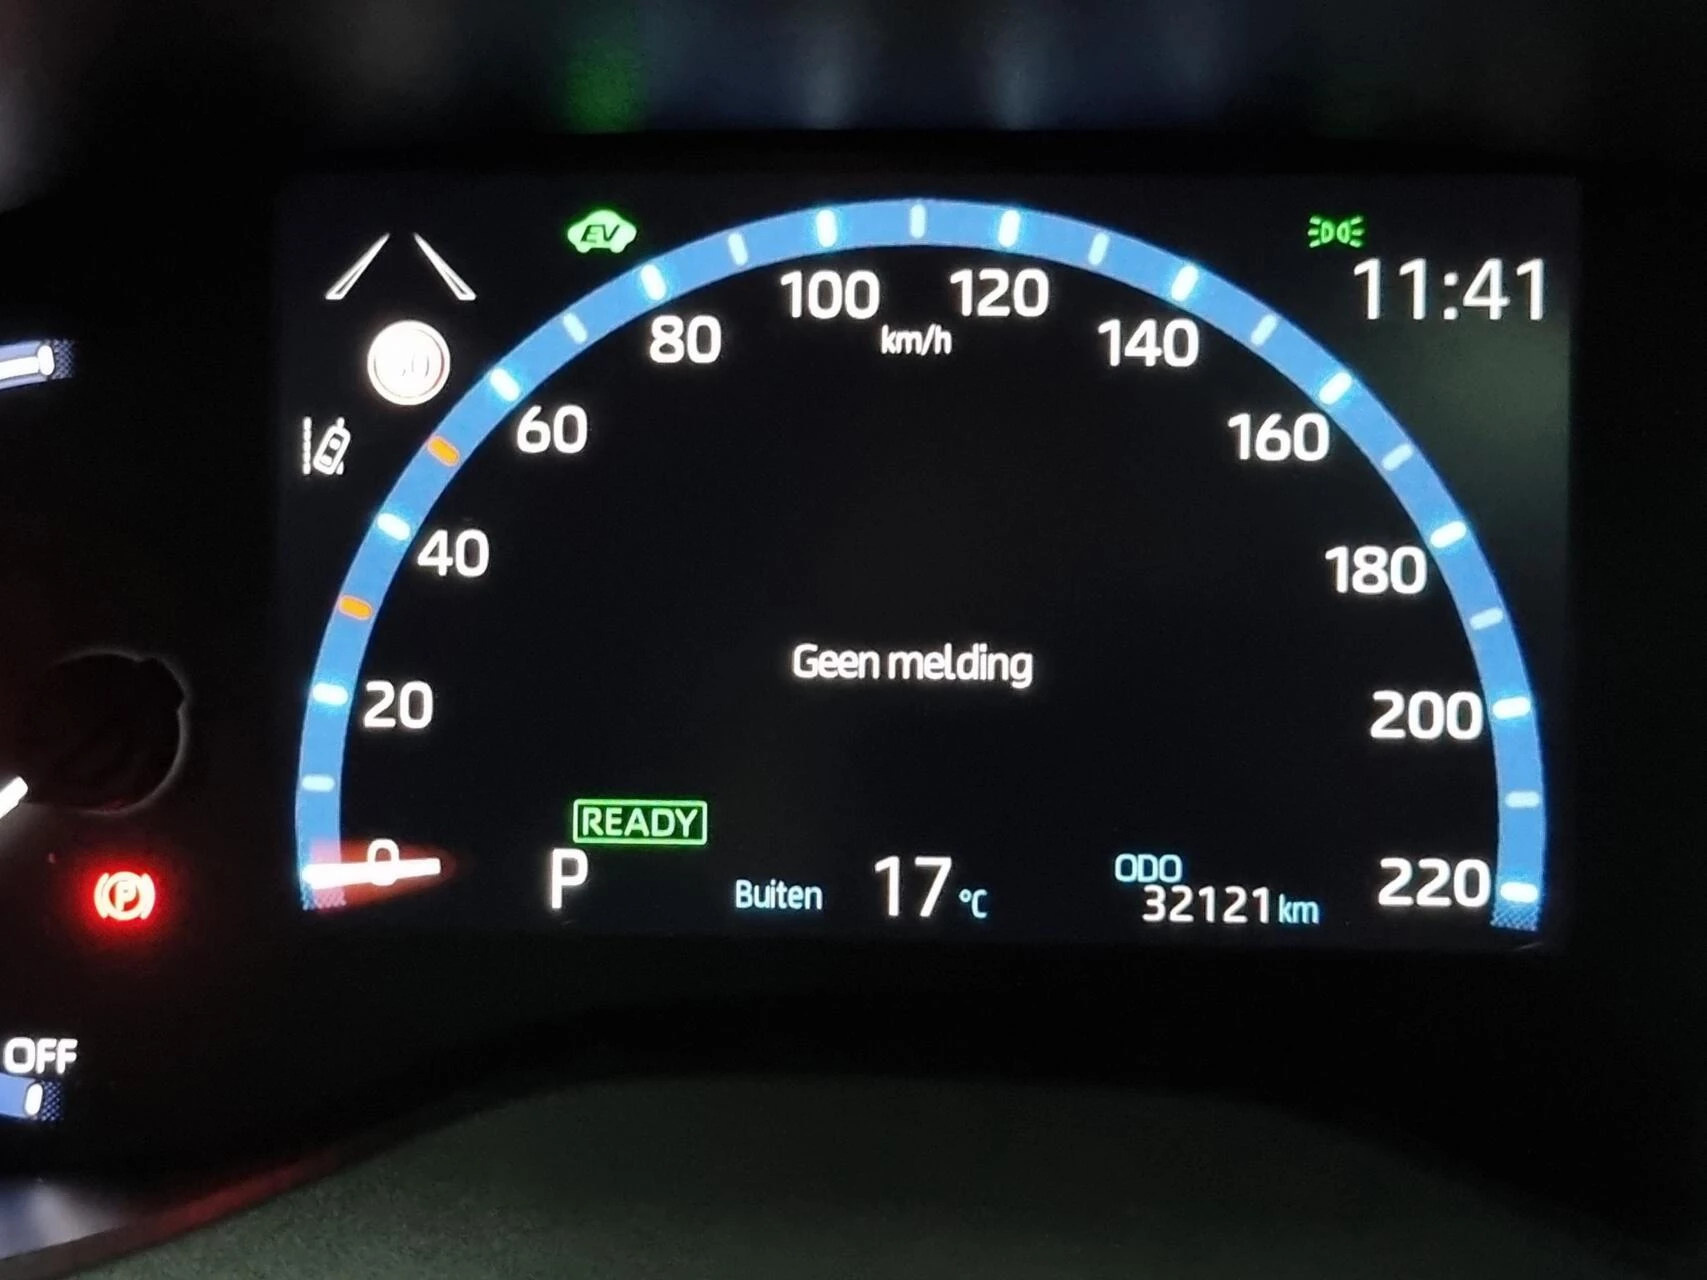 EV
11:41
100 120
km/h
80 140
60 160
40 180
20 200
Geen melding
READY
0 P Buiten 17 °C ODO 32121 km 220
P
OFF